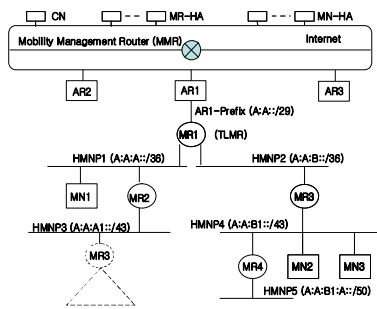 CN MR-HA MN-HA
Mobility Management Router (MMR) Internet
AR2 AR1 AR3
AR1-Prefix (A:A::/29)
MR1 (TLMR)
HMNP1 (A:A:A::/36) HMNP2 (A:A:B::/36)
MN1 MR2 MR3
HMNP3 (A:A:A1::/43) HMNP4 (A:A:B1::/43)
MR3 MR4 MN2 MN3
HMNP5 (A:A:B1:A::/50)